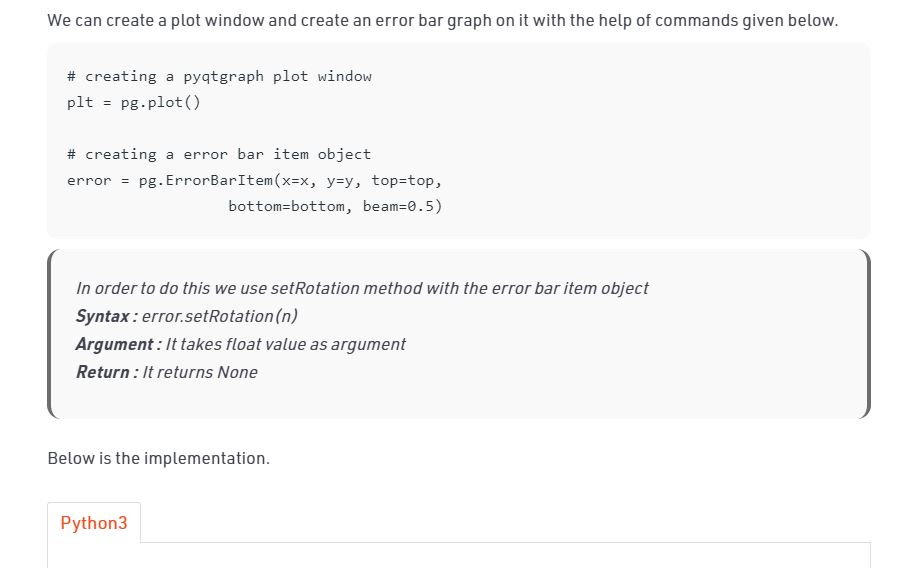 We can create a plot window and create an error bar graph on it with the help of commands given below.
# creating a pyqtgraph plot window
plt = pg.plot()
# creating a error bar item object
error = pg.ErrorBarItem(x=x, y=y, top=top,
bottom=bottom, beam=0.5)
In order to do this we use setRotation method with the error bar item object
Syntax : error.setRotation(n)
Argument : It takes float value as argument
Return : It returns None
Below is the implementation.
Python3